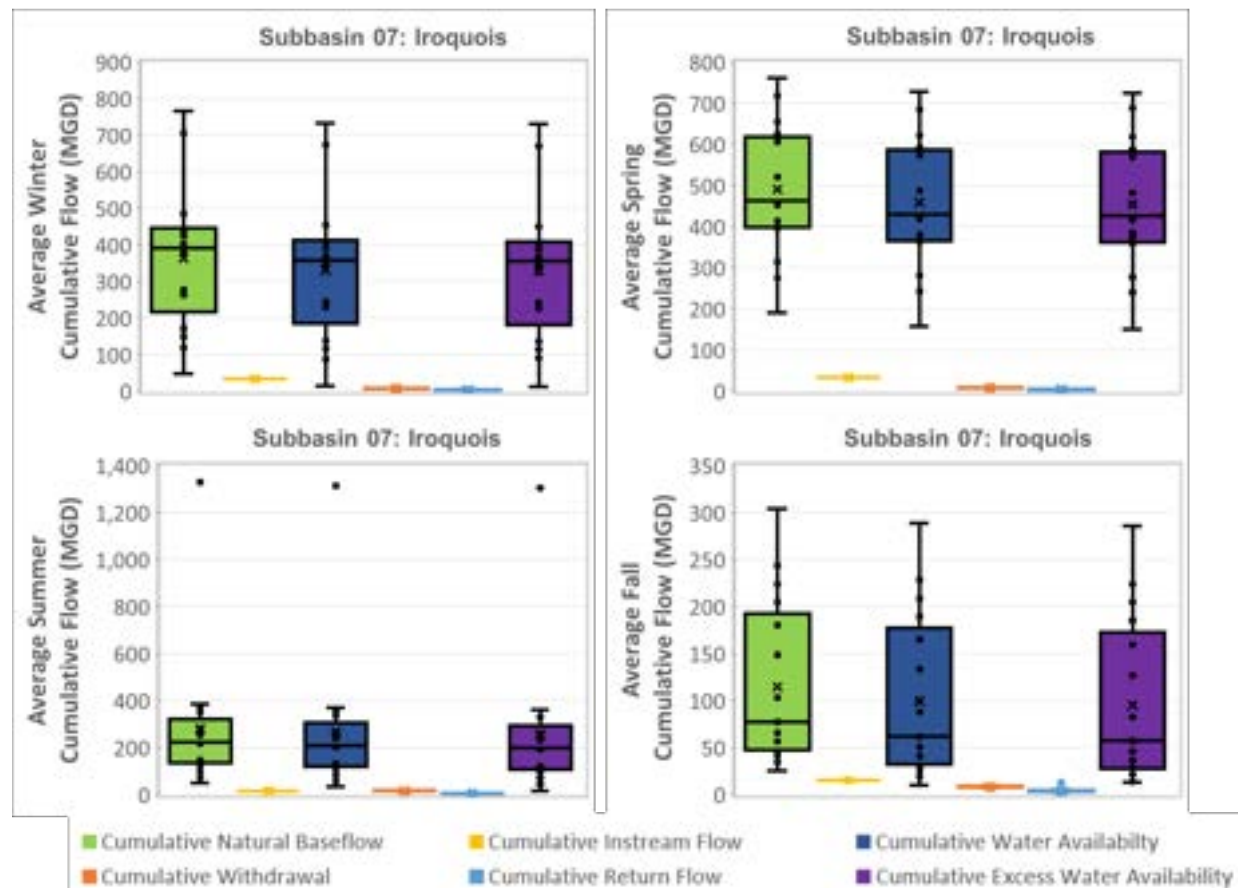 Subbasin 07: Iroquois
Average Winter
Cumulative Flow (MGD)
900
800
700
600
500
400
300
200
100
0
Subbasin 07: Iroquois
Average Spring
Cumulative Flow (MGD)
800
700
600
500
400
300
200
100
0
Subbasin 07: Iroquois
Average Summer
Cumulative Flow (MGD)
1,400
1,200
1,000
800
600
400
200
0
Subbasin 07: Iroquois
Average Fall
Cumulative Flow (MGD)
350
300
250
200
150
100
50
0
Cumulative Natural Baseflow
Cumulative Instream Flow
Cumulative Water Availabilty
Cumulative Withdrawal
Cumulative Return Flow
Cumulative Excess Water Availability